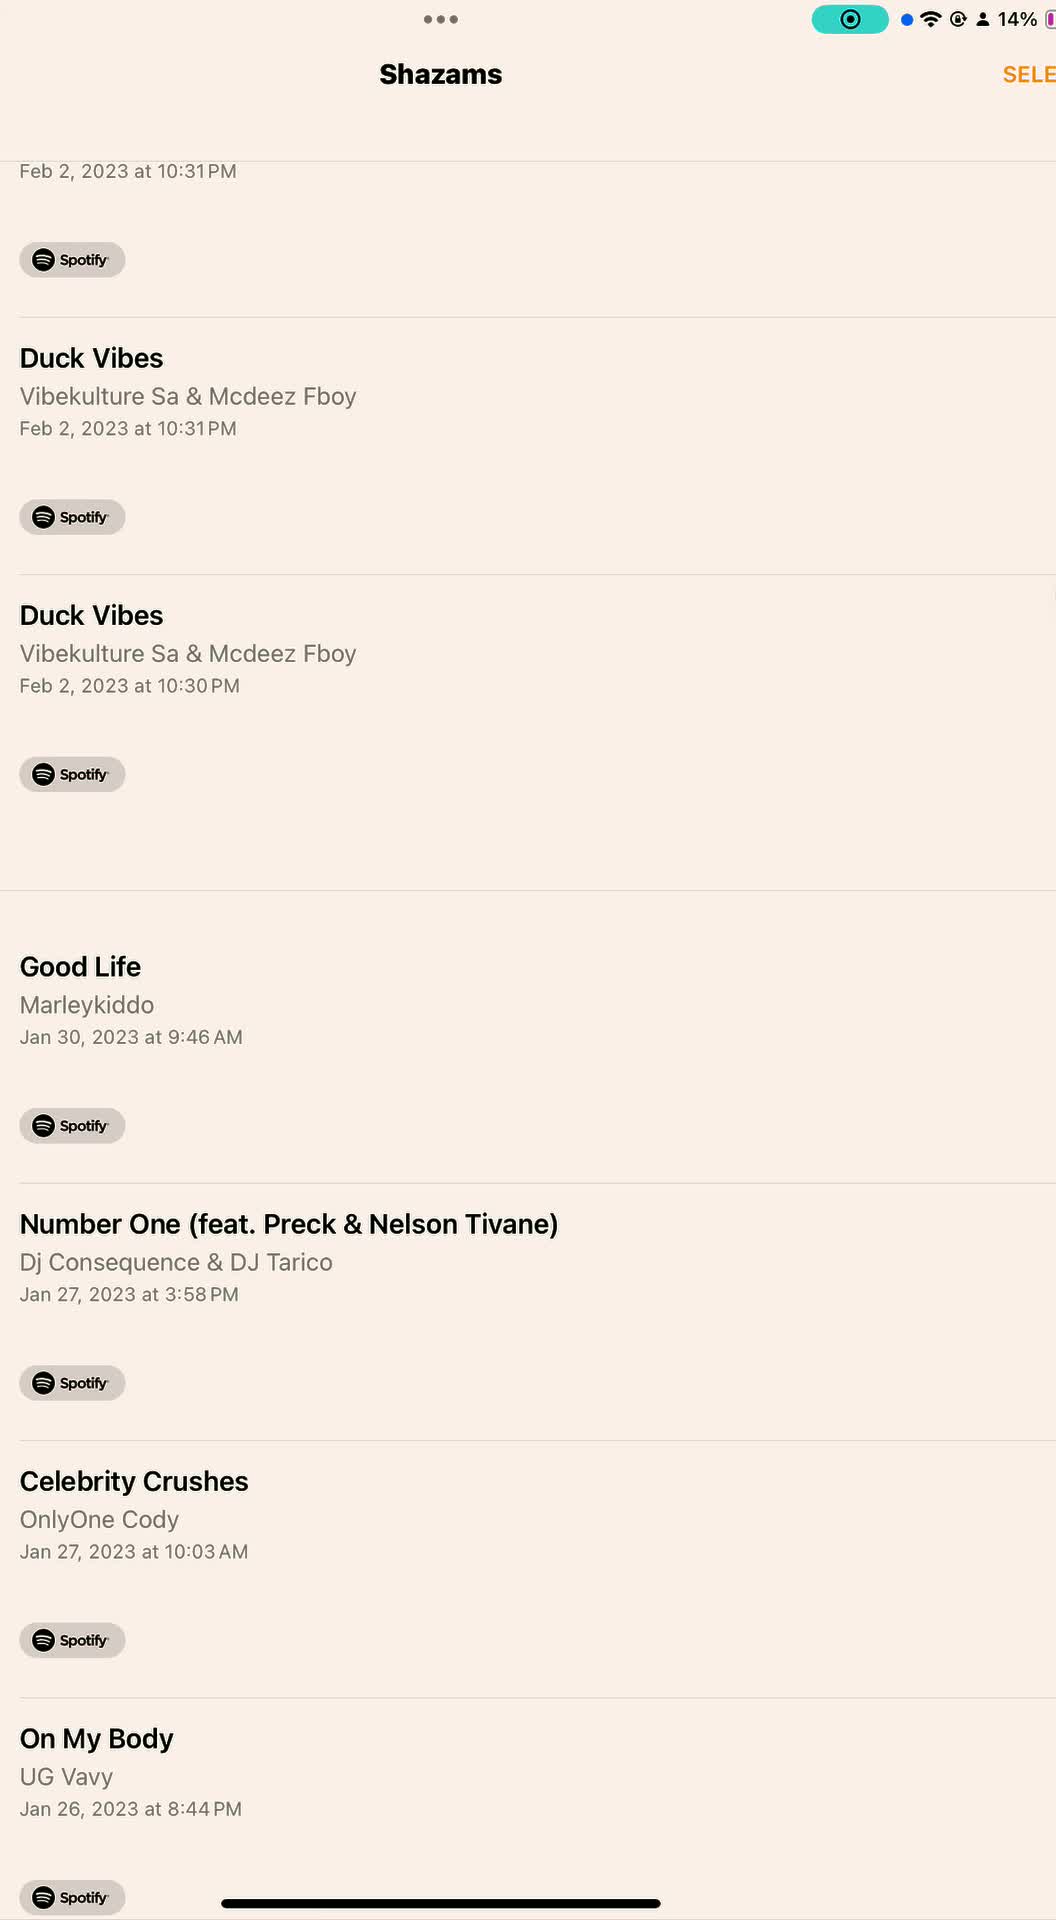 14%
Shazams
SELE
Feb 2, 2023 at 10:31 PM
Spotify
Duck Vibes
Vibekulture Sa & Mcdeez Fboy
Feb 2, 2023 at 10:31 PM
Spotify
Duck Vibes
Vibekulture Sa & Mcdeez Fboy
Feb 2, 2023 at 10:30 PM
Spotify
Good Life
Marleykiddo
Jan 30, 2023 at 9:46 AM
Spotify
Number One (feat. Preck & Nelson Tivane)
Dj Consequence & DJ Tarico
Jan 27, 2023 at 3:58 PM
Spotify
Celebrity Crushes
OnlyOne Cody
Jan 27, 2023 at 10:03 AM
Spotify
On My Body
UG Vavy
Jan 26, 2023 at 8:44 PM
Spotify